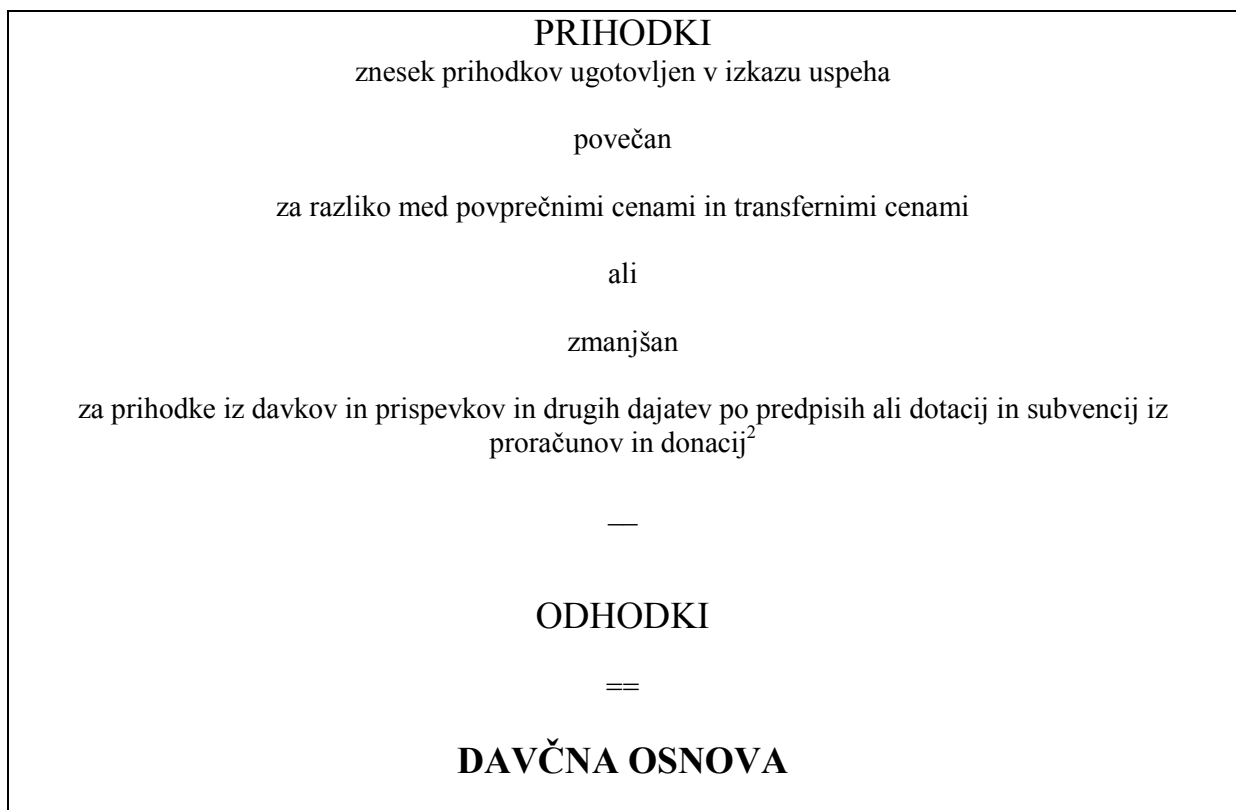 PRIHODKI
znesek prihodkov ugotovljen v izkazu uspeha
povečan
za razliko med povprečnimi cenami in transfernimi cenami
ali
zmanjšan
za prihodke iz davkov in prispevkov in drugih dajatev po predpisih ali dotacij in subvencij iz
proračunov in donacij²
—
ODHODKI
==
DAVČNA OSNOVA